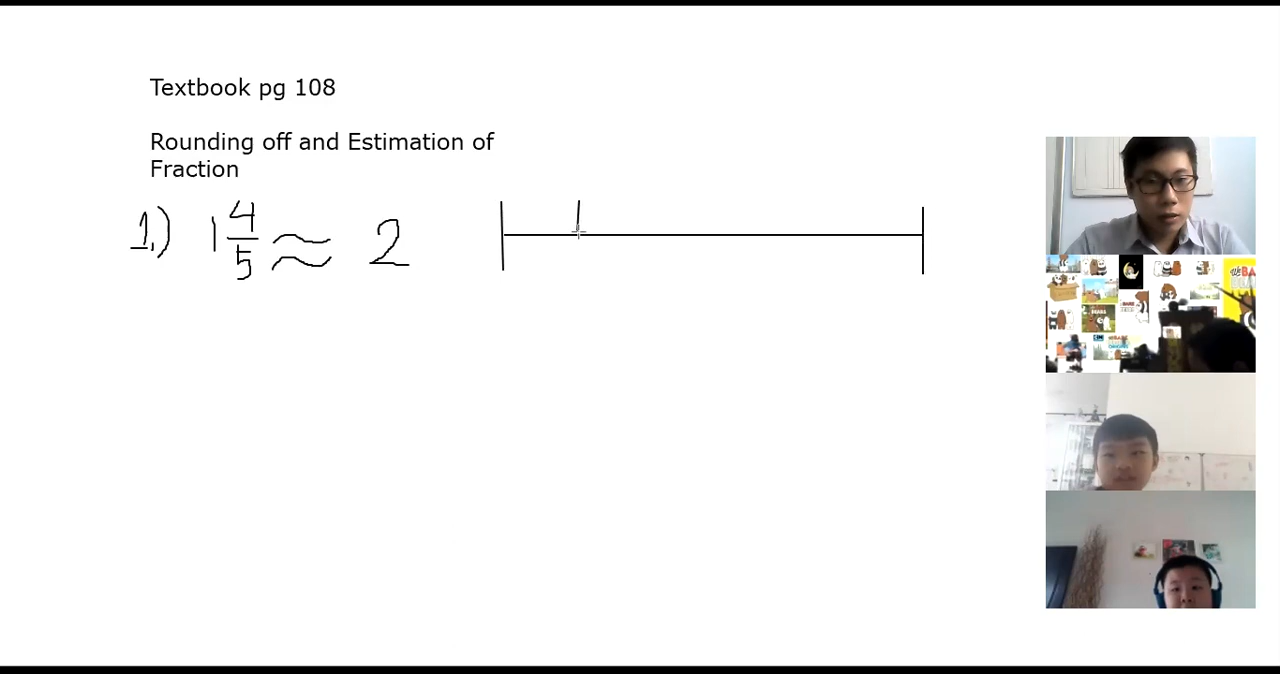 Textbook pg 108
Rounding off and Estimation of
Fraction
1.) 1 4/5 ≈ 2